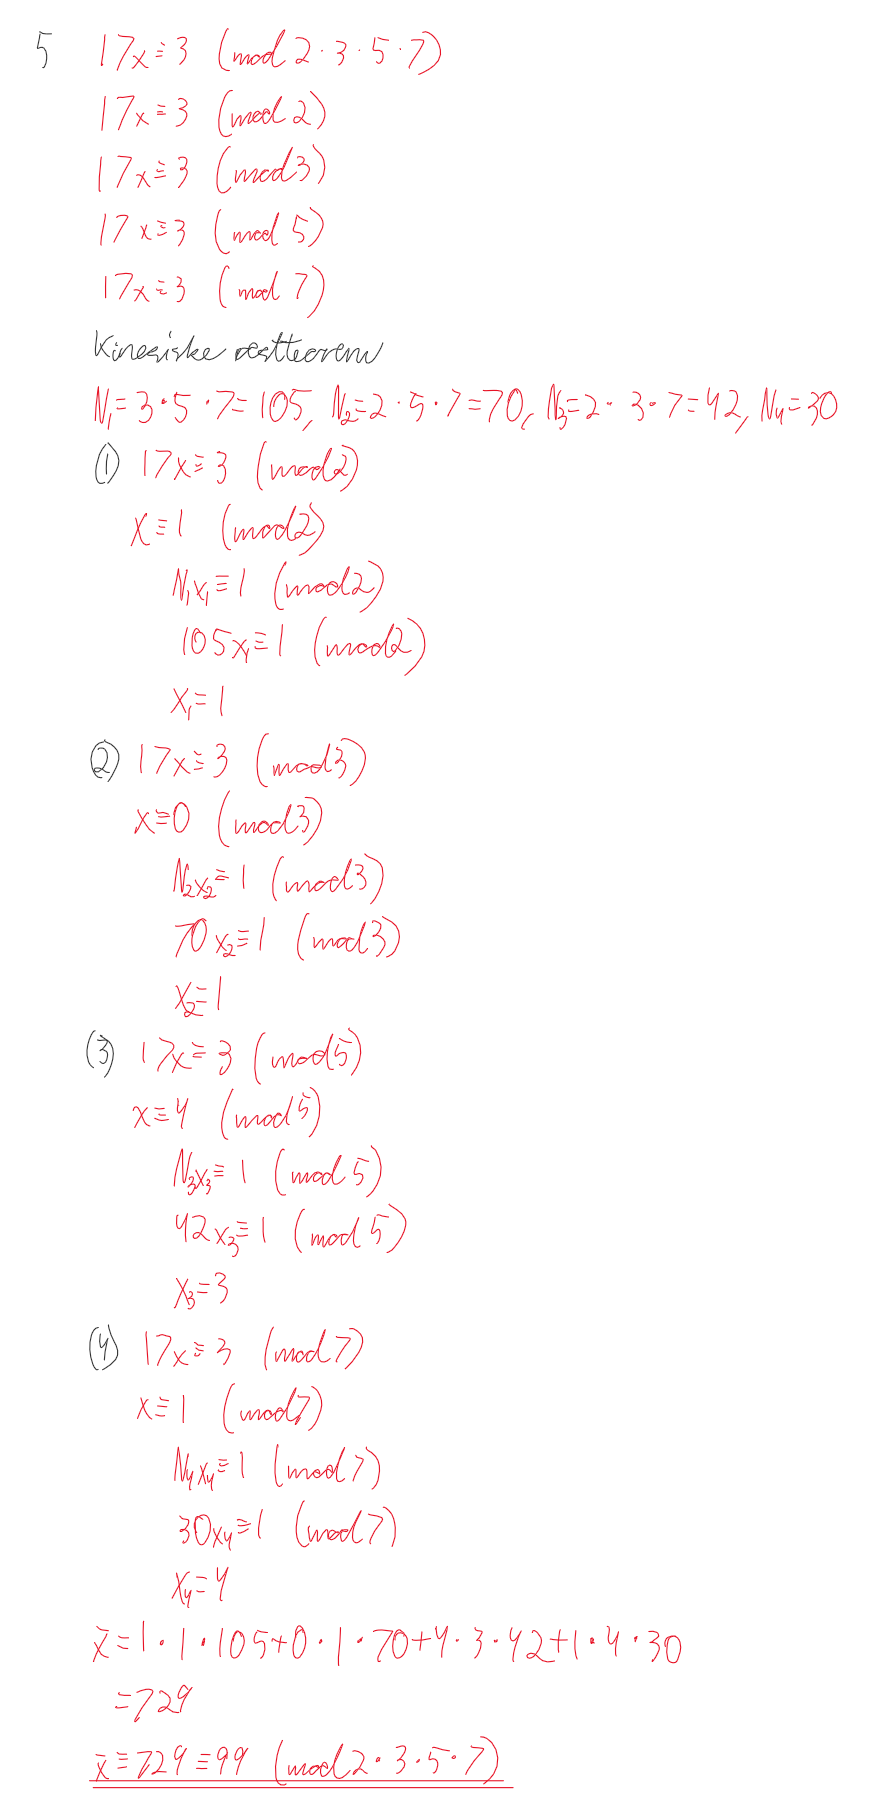 5 17x≡3 (mod 2·3·5·7)
17x≡3 (mod 2)
17x≡3 (mod 3)
17x≡3 (mod 5)
17x≡3 (mod 7)
Kinesiske restteorem
N₁=3·5·7=105, N₂=2·5·7=70, N₃=2·3·7=42, N₄=30
(1) 17x≡3 (mod 2)
x≡1 (mod 2)
N₁x₁≡1 (mod 2)
105x₁≡1 (mod 2)
x₁=1
(2) 17x≡3 (mod 3)
x≡0 (mod 3)
N₂x₂≡1 (mod 3)
70x₂≡1 (mod 3)
x₂=1
(3) 17x≡3 (mod 5)
x≡4 (mod 5)
N₃x₃≡1 (mod 5)
42x₃≡1 (mod 5)
x₃=3
(4) 17x≡3 (mod 7)
x≡1 (mod 7)
N₄x₄≡1 (mod 7)
30x₄≡1 (mod 7)
x₄=4
x̄=1·1·105+0·1·70+4·3·42+1·4·30
=729
x̄≡729≡99 (mod 2·3·5·7)